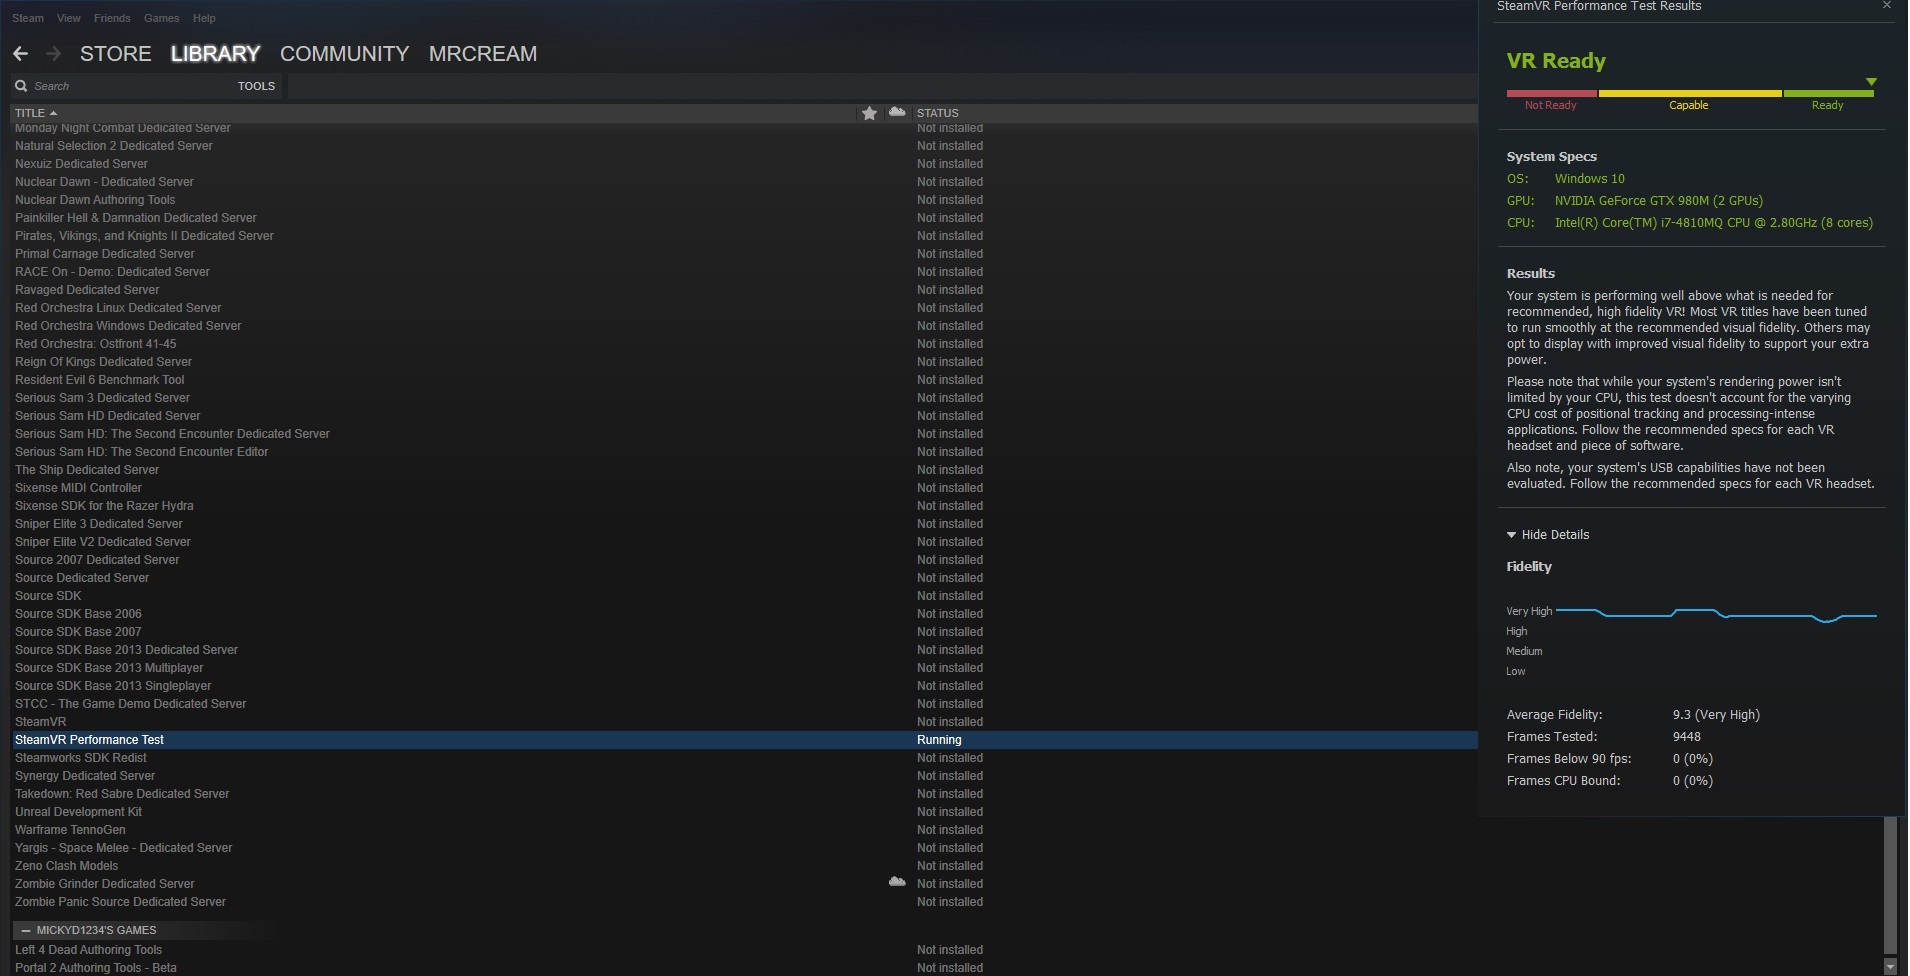 Steam View Friends Games Help
STORE LIBRARY COMMUNITY MRCREAM
Search TOOLS
TITLE STATUS
Monday Night Combat Dedicated Server Not installed
Natural Selection 2 Dedicated Server Not installed
Nexuiz Dedicated Server Not installed
Nuclear Dawn - Dedicated Server Not installed
Nuclear Dawn Authoring Tools Not installed
Painkiller Hell & Damnation Dedicated Server Not installed
Pirates, Vikings, and Knights II Dedicated Server Not installed
Primal Carnage Dedicated Server Not installed
RACE On - Demo: Dedicated Server Not installed
Ravaged Dedicated Server Not installed
Red Orchestra Linux Dedicated Server Not installed
Red Orchestra Windows Dedicated Server Not installed
Red Orchestra: Ostfront 41-45 Not installed
Reign Of Kings Dedicated Server Not installed
Resident Evil 6 Benchmark Tool Not installed
Serious Sam 3 Dedicated Server Not installed
Serious Sam HD Dedicated Server Not installed
Serious Sam HD: The Second Encounter Dedicated Server Not installed
Serious Sam HD: The Second Encounter Editor Not installed
The Ship Dedicated Server Not installed
Sixense MIDI Controller Not installed
Sixense SDK for the Razer Hydra Not installed
Sniper Elite 3 Dedicated Server Not installed
Sniper Elite V2 Dedicated Server Not installed
Source 2007 Dedicated Server Not installed
Source Dedicated Server Not installed
Source SDK Not installed
Source SDK Base 2006 Not installed
Source SDK Base 2007 Not installed
Source SDK Base 2013 Dedicated Server Not installed
Source SDK Base 2013 Multiplayer Not installed
Source SDK Base 2013 Singleplayer Not installed
STCC - The Game Demo Dedicated Server Not installed
SteamVR Not installed
SteamVR Performance Test Running
Steamworks SDK Redist Not installed
Synergy Dedicated Server Not installed
Takedown: Red Sabre Dedicated Server Not installed
Unreal Development Kit Not installed
Warframe TennoGen Not installed
Yargis - Space Melee - Dedicated Server Not installed
Zeno Clash Models Not installed
Zombie Grinder Dedicated Server Not installed
Zombie Panic Source Dedicated Server Not installed
MICKYD1234'S GAMES
Left 4 Dead Authoring Tools Not installed
Portal 2 Authoring Tools - Beta Not installed
SteamVR Performance Test Results
VR Ready
Not Ready Capable Ready
System Specs
OS: Windows 10
GPU: NVIDIA GeForce GTX 980M (2 GPUs)
CPU: Intel(R) Core(TM) i7-4810MQ CPU @ 2.80GHz (8 cores)
Results
Your system is performing well above what is needed for
recommended, high fidelity VR! Most VR titles have been tuned
to run smoothly at the recommended visual fidelity. Others may
opt to display with improved visual fidelity to support your extra
power.
Please note that while your system's rendering power isn't
limited by your CPU, this test doesn't account for the varying
CPU cost of positional tracking and processing-intense
applications. Follow the recommended specs for each VR
headset and piece of software.
Also note, your system's USB capabilities have not been
evaluated. Follow the recommended specs for each VR headset.
Hide Details
Fidelity
Very High
High
Medium
Low
Average Fidelity: 9.3 (Very High)
Frames Tested: 9448
Frames Below 90 fps: 0 (0%)
Frames CPU Bound: 0 (0%)